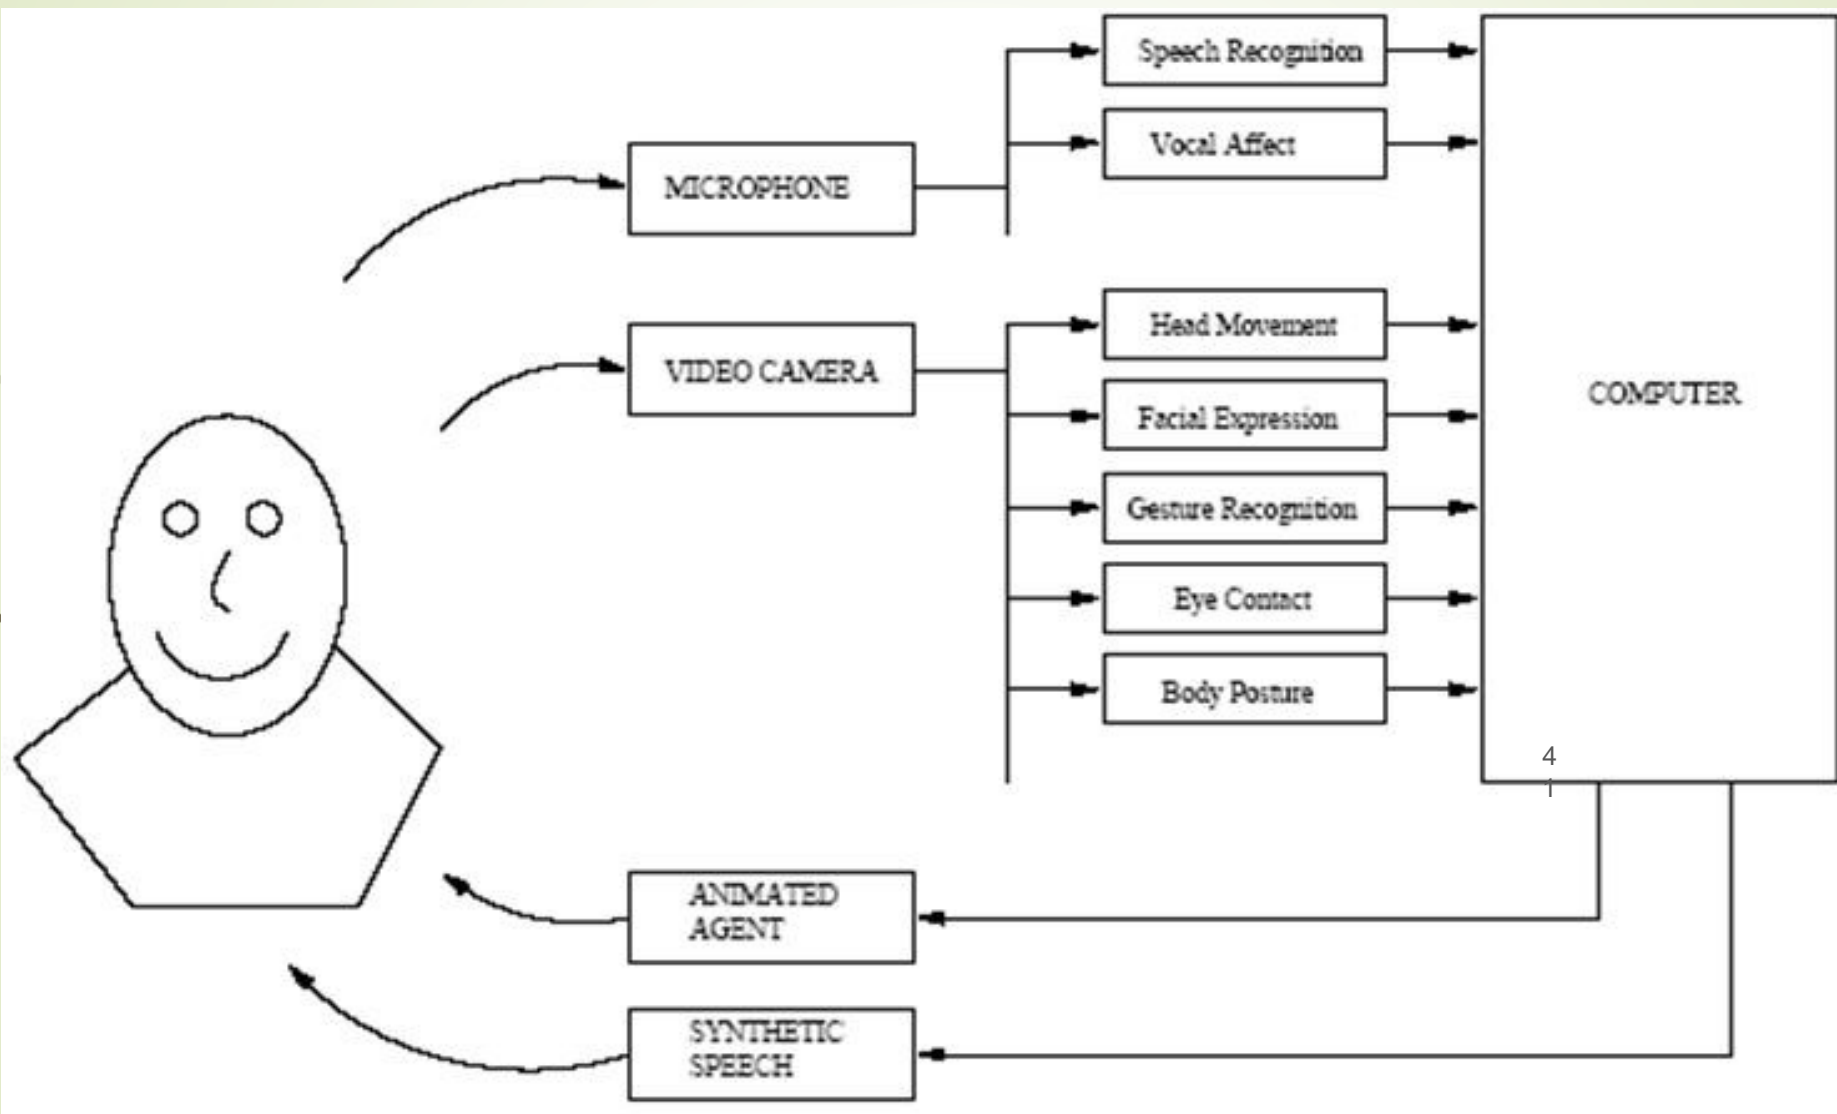 Speech Recognition
Vocal Affect
MICROPHONE
Head Movement
VIDEO CAMERA
Facial Expression
COMPUTER
Gesture Recognition
Eye Contact
Body Posture
4
1
ANIMATED
AGENT
SYNTHETIC
SPEECH